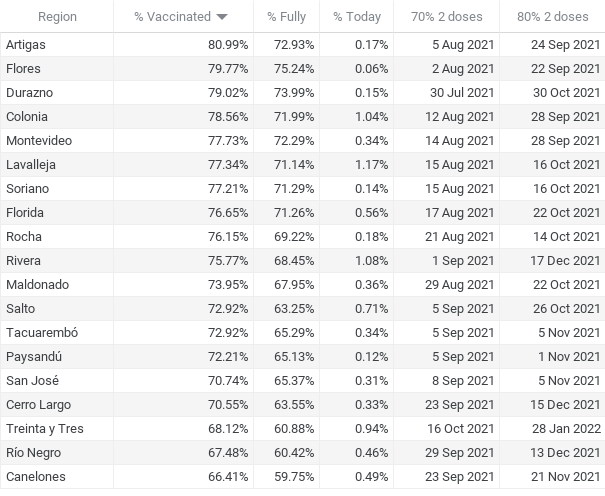 Region % Vaccinated % Fully % Today 70% 2 doses 80% 2 doses
Artigas 80.99% 72.93% 0.17% 5 Aug 2021 24 Sep 2021
Flores 79.77% 75.24% 0.06% 2 Aug 2021 22 Sep 2021
Durazno 79.02% 73.99% 0.15% 30 Jul 2021 30 Oct 2021
Colonia 78.56% 71.99% 1.04% 12 Aug 2021 28 Sep 2021
Montevideo 77.73% 72.29% 0.34% 14 Aug 2021 28 Sep 2021
Lavalleja 77.34% 71.14% 1.17% 15 Aug 2021 16 Oct 2021
Soriano 77.21% 71.29% 0.14% 15 Aug 2021 16 Oct 2021
Florida 76.65% 71.26% 0.56% 17 Aug 2021 22 Oct 2021
Rocha 76.15% 69.22% 0.18% 21 Aug 2021 14 Oct 2021
Rivera 75.77% 68.45% 1.08% 1 Sep 2021 17 Dec 2021
Maldonado 73.95% 67.95% 0.36% 29 Aug 2021 22 Oct 2021
Salto 72.92% 63.25% 0.71% 5 Sep 2021 26 Oct 2021
Tacuarembó 72.92% 65.29% 0.34% 5 Sep 2021 5 Nov 2021
Paysandú 72.21% 65.13% 0.12% 5 Sep 2021 1 Nov 2021
San José 70.74% 65.37% 0.31% 8 Sep 2021 5 Nov 2021
Cerro Largo 70.55% 63.55% 0.33% 23 Sep 2021 15 Dec 2021
Treinta y Tres 68.12% 60.88% 0.94% 16 Oct 2021 28 Jan 2022
Río Negro 67.48% 60.42% 0.46% 29 Sep 2021 13 Dec 2021
Canelones 66.41% 59.75% 0.49% 23 Sep 2021 21 Nov 2021